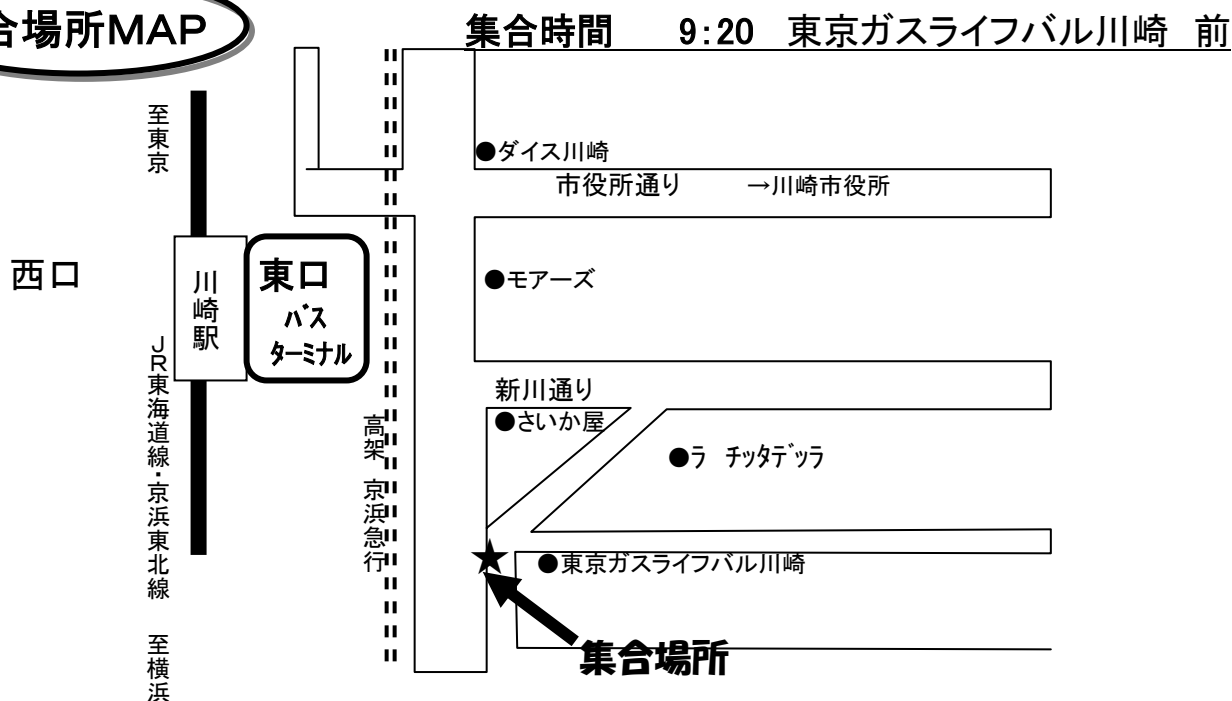 合場所MAP
集合時間 9:20 東京ガスライフバル川崎 前
至東京
●ダイス川崎
市役所通り →川崎市役所
西口
川崎駅
東口
バス
ターミナル
●モアーズ
JR東海道線・京浜東北線 至横浜
高架 京浜急行
新川通り
●さいか屋
●ラ チッタデッラ
★
●東京ガスライフバル川崎
集合場所